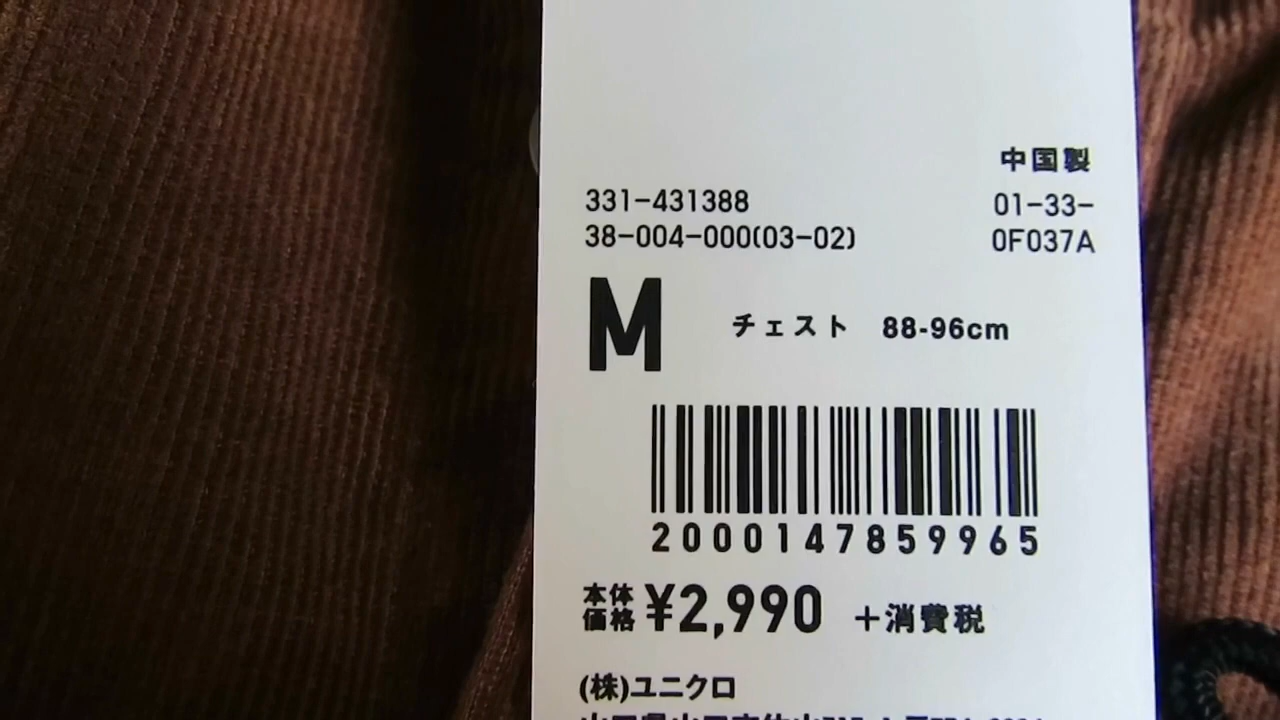 中国製
331-431388 01-33-
38-004-000(03-02) 0F037A
M チェスト 88-96cm
2000147859965
本体価格 ¥2,990 +消費税
(株)ユニクロ